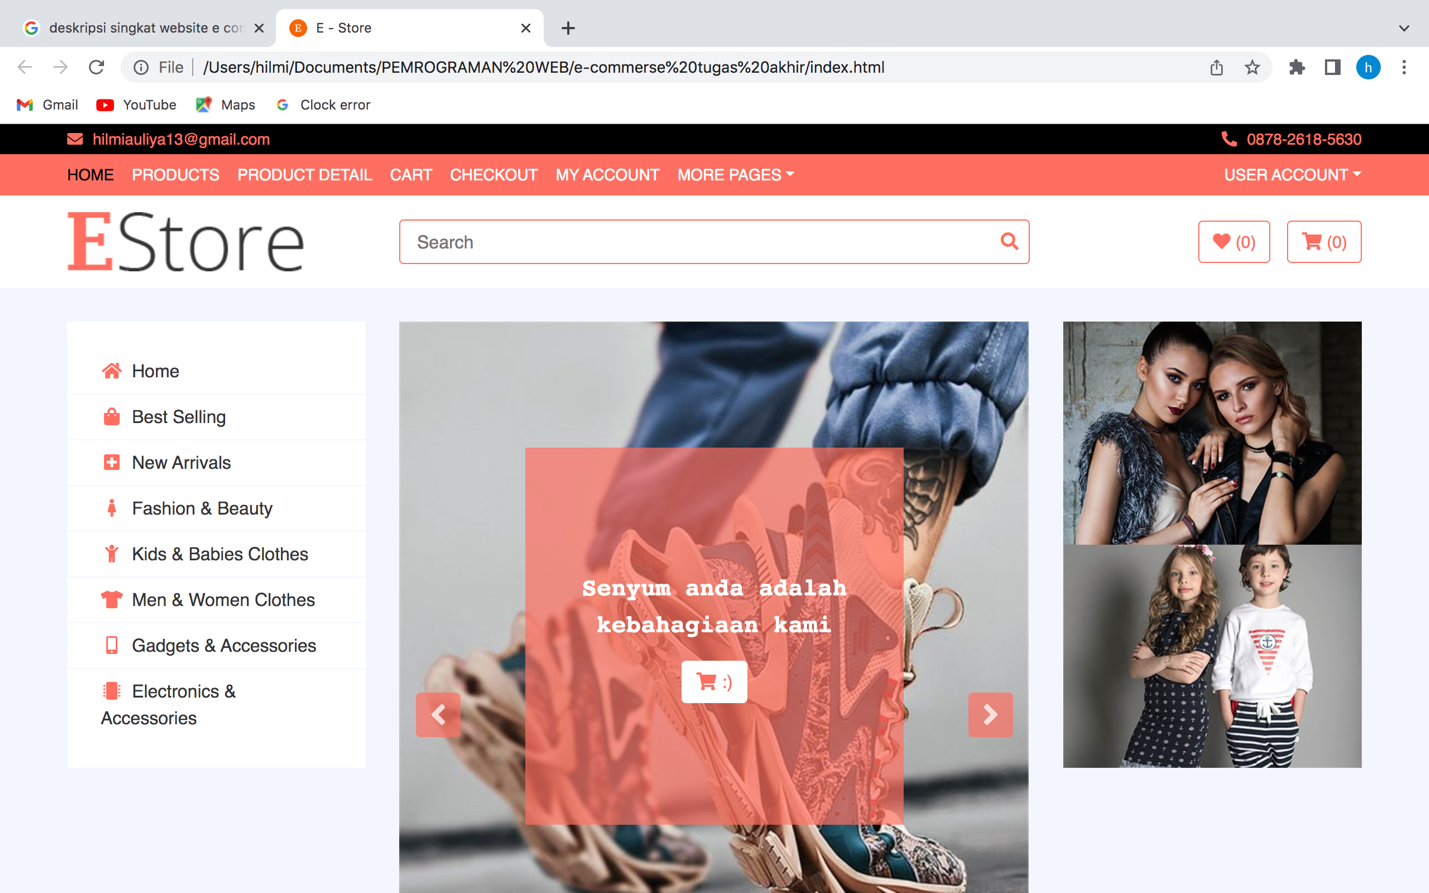 deskripsi singkat website e con
E - Store
File
/Users/hilmi/Documents/PEMROGRAMAN%20WEB/e-commerse%20tugas%20akhir/index.html
h
Gmail
YouTube
Maps
Clock error
hilmiauliya13@gmail.com
0878-2618-5630
HOME PRODUCTS PRODUCT DETAIL CART CHECKOUT MY ACCOUNT MORE PAGES
USER ACCOUNT
E Store
Search
(0)
(0)
Home
Best Selling
New Arrivals
Fashion & Beauty
Kids & Babies Clothes
Men & Women Clothes
Gadgets & Accessories
Electronics &
Accessories
Senyum anda adalah
kebahagiaan kami
:)